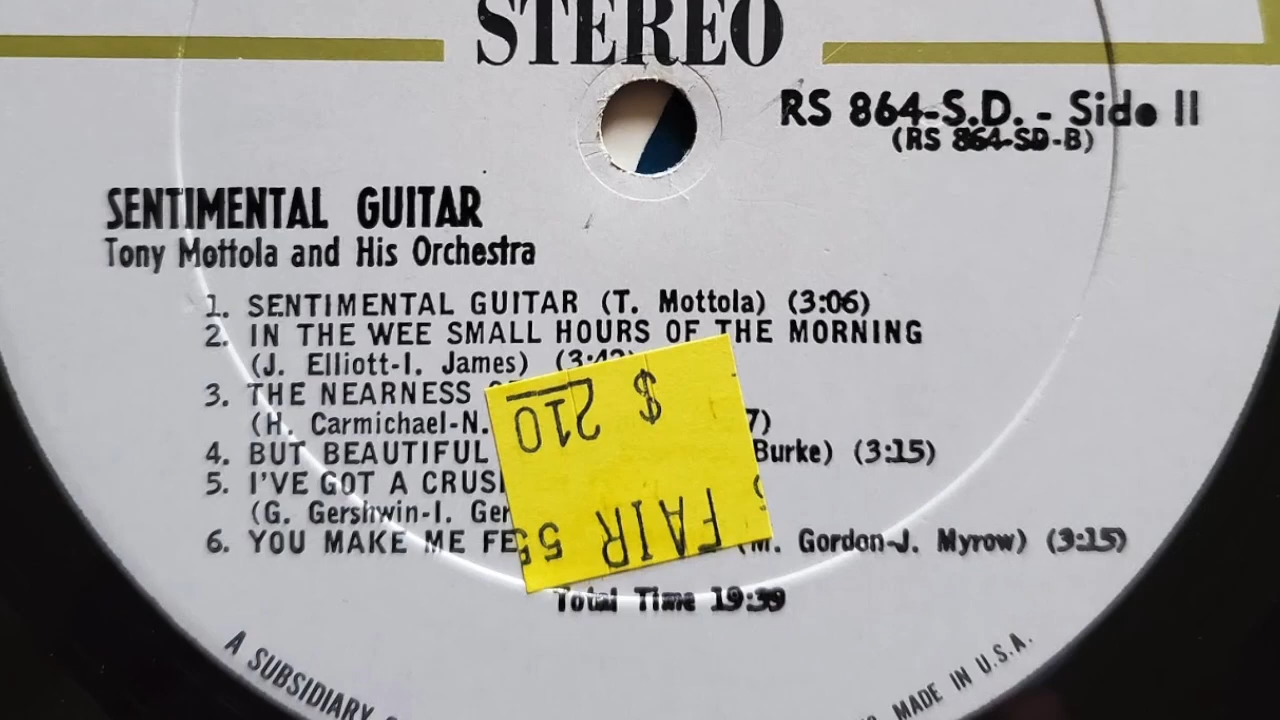 STEREO
RS 864-S.D. - Side II
(RS 864-SD-B)
SENTIMENTAL GUITAR
Tony Mottola and His Orchestra
1. SENTIMENTAL GUITAR (T. Mottola) (3:06)
2. IN THE WEE SMALL HOURS OF THE MORNING
(J. Elliott-I. James)
3. THE NEARNESS
(H. Carmichael-N.
4. BUT BEAUTIFUL Burke) (3:15)
5. I'VE GOT A
(G. Gershwin-I.
6. YOU MAKE ME Gordon-J. Myrow) (3:15)
Total Time 19:39
$ 210
FAIR
A SUBSIDIARY
MADE IN U.S.A.